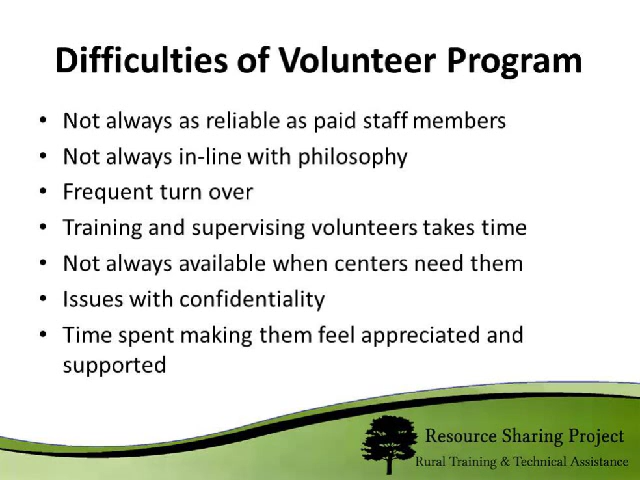 Difficulties of Volunteer Program
• Not always as reliable as paid staff members
• Not always in-line with philosophy
• Frequent turn over
• Training and supervising volunteers takes time
• Not always available when centers need them
• Issues with confidentiality
• Time spent making them feel appreciated and
supported
Resource Sharing Project
Rural Training & Technical Assistance